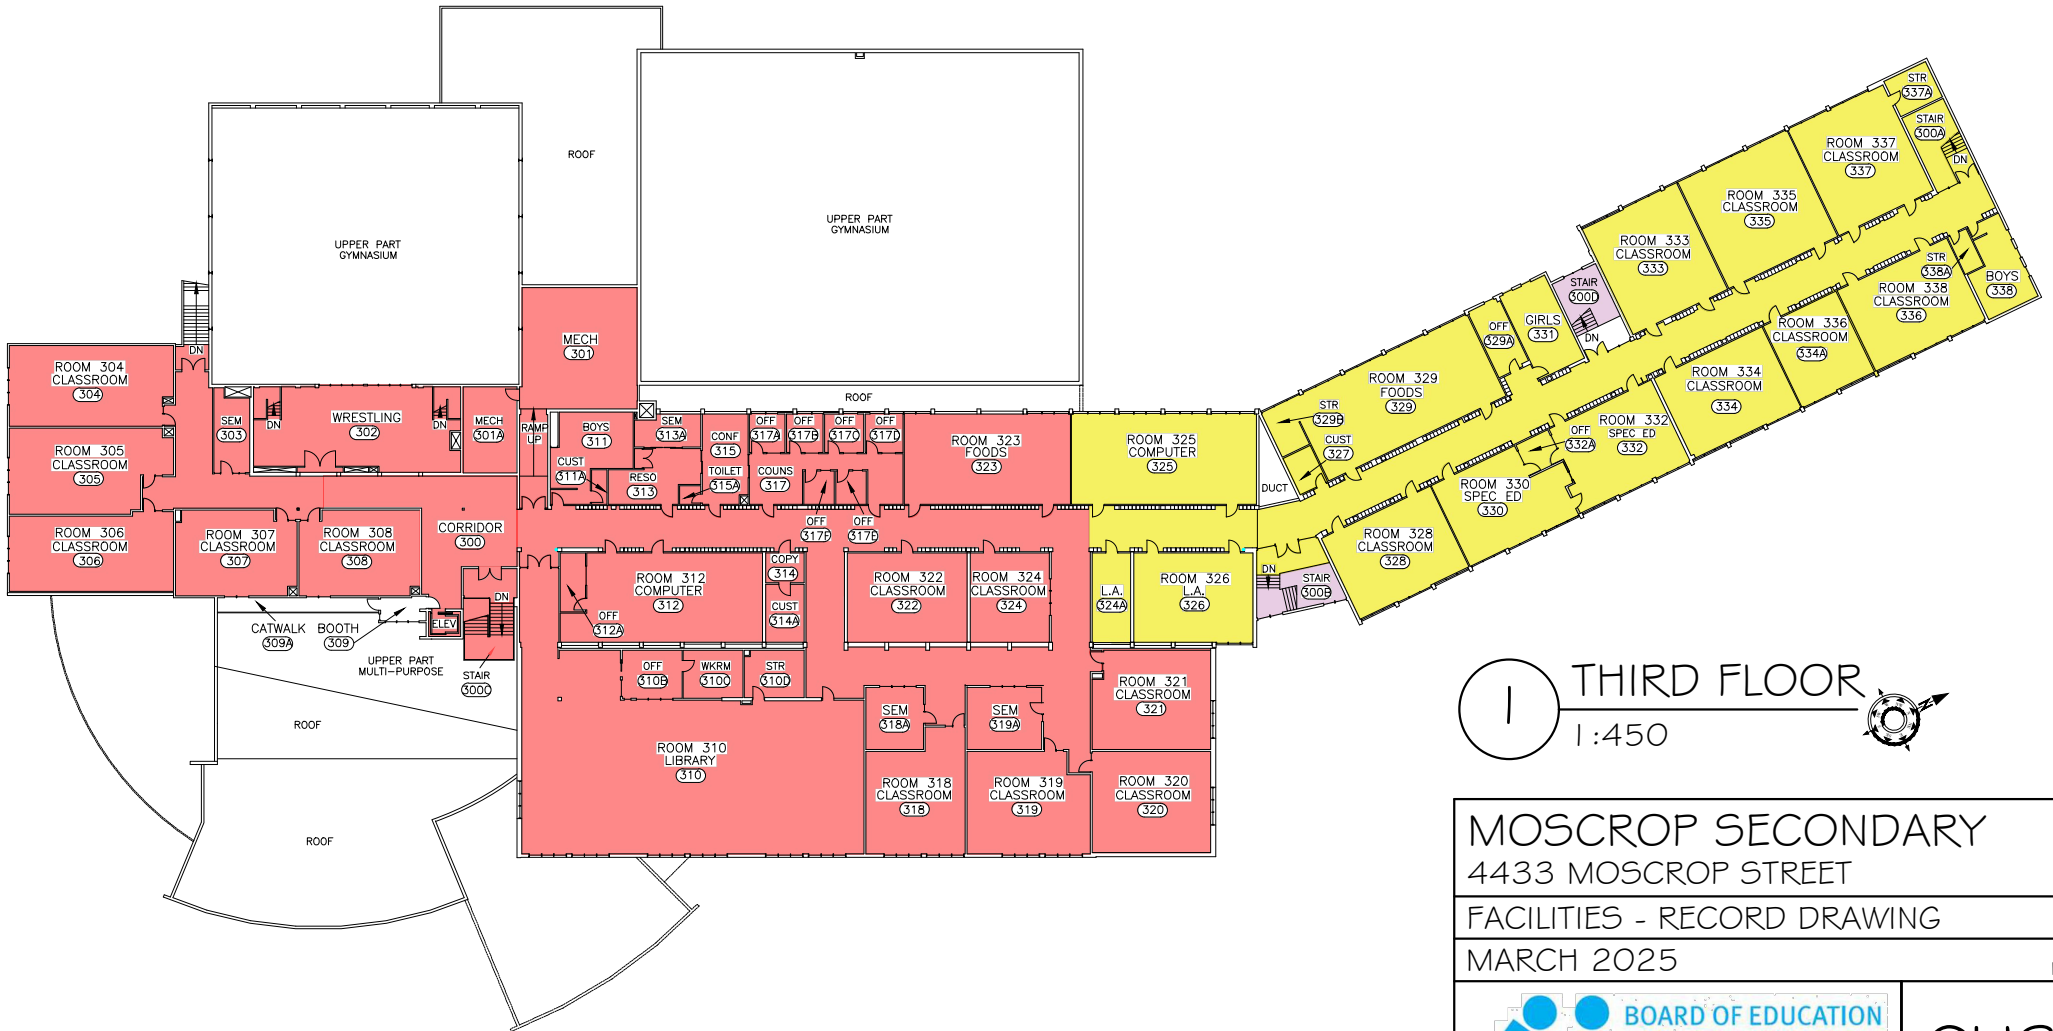 ROOF
UPPER PART
GYMNASIUM
UPPER PART
GYMNASIUM
ROOF
MECH
301
DN
ROOM 304
CLASSROOM
304
SEM
303
DN
WRESTLING
302
DN
MECH
301A
RAMP
UP
BOYS
311
CUST
311A
SEM
313A
RESO
313
CONF
315
TOILET
315A
OFF
317A
OFF
317B
OFF
317C
OFF
317D
COUNS
317
OFF
317F
OFF
317E
ROOM 323
FOODS
323
ROOM 325
COMPUTER
325
DUCT
ROOM 305
CLASSROOM
305
ROOM 306
CLASSROOM
306
ROOM 307
CLASSROOM
307
ROOM 308
CLASSROOM
308
CORRIDOR
300
CATWALK
309A
BOOTH
309
ELEV
DN
STAIR
300C
UPPER PART
MULTI-PURPOSE
ROOF
ROOF
OFF
312A
ROOM 312
COMPUTER
312
COPY
314
CUST
314A
ROOM 322
CLASSROOM
322
ROOM 324
CLASSROOM
324
L.A.
324A
ROOM 326
L.A.
326
DN
STAIR
300B
OFF
310B
WKRM
310C
STR
310D
ROOM 310
LIBRARY
310
SEM
318A
SEM
319A
ROOM 318
CLASSROOM
318
ROOM 319
CLASSROOM
319
ROOM 321
CLASSROOM
321
ROOM 320
CLASSROOM
320
STR
337A
STAIR
300A
DN
ROOM 337
CLASSROOM
337
ROOM 335
CLASSROOM
335
ROOM 333
CLASSROOM
333
STAIR
300D
DN
GIRLS
331
OFF
329A
ROOM 329
FOODS
329
STR
329B
CUST
327
STR
338A
BOYS
338
ROOM 338
CLASSROOM
336
ROOM 336
CLASSROOM
334A
ROOM 334
CLASSROOM
334
ROOM 332
SPEC ED
332
OFF
332A
ROOM 330
SPEC ED
330
ROOM 328
CLASSROOM
328
1 THIRD FLOOR
1:450
N
MOSCROP SECONDARY
4433 MOSCROP STREET
FACILITIES - RECORD DRAWING
MARCH 2025
BOARD OF EDUCATION